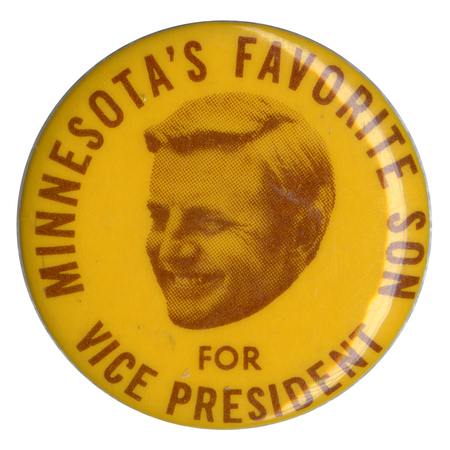 MINNESOTA'S FAVORITE SON
FOR
VICE PRESIDENT